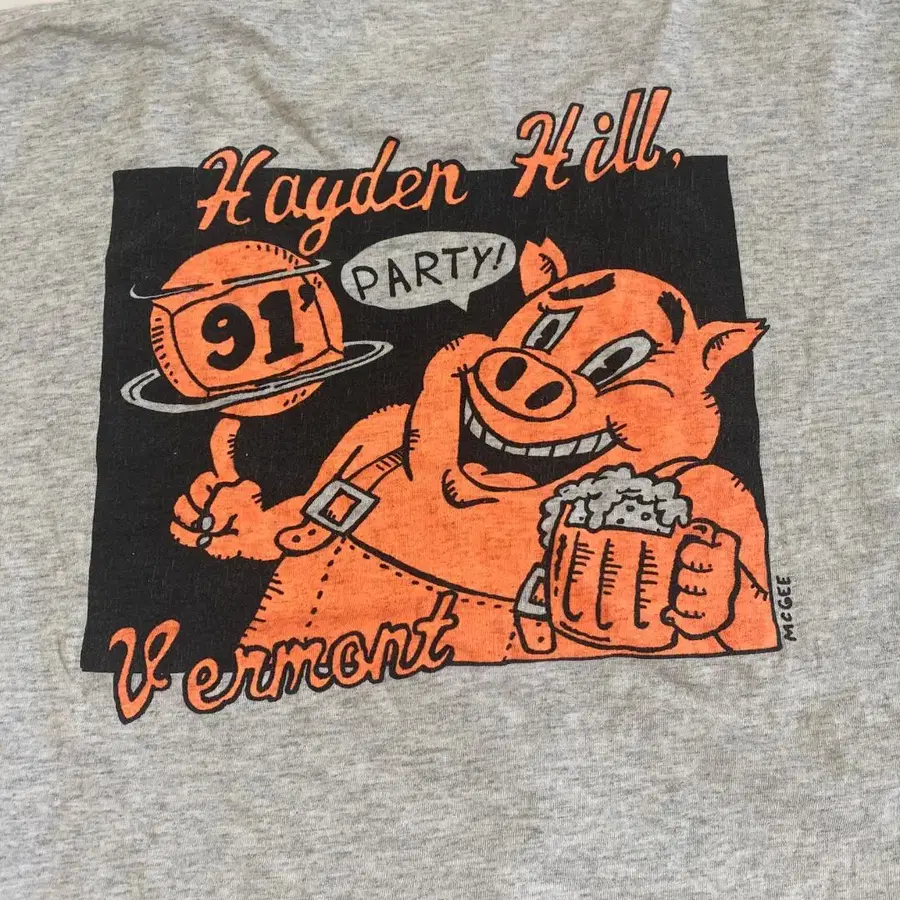 Hayden Hill,
PARTY!
91'
Vermont
MCGEE